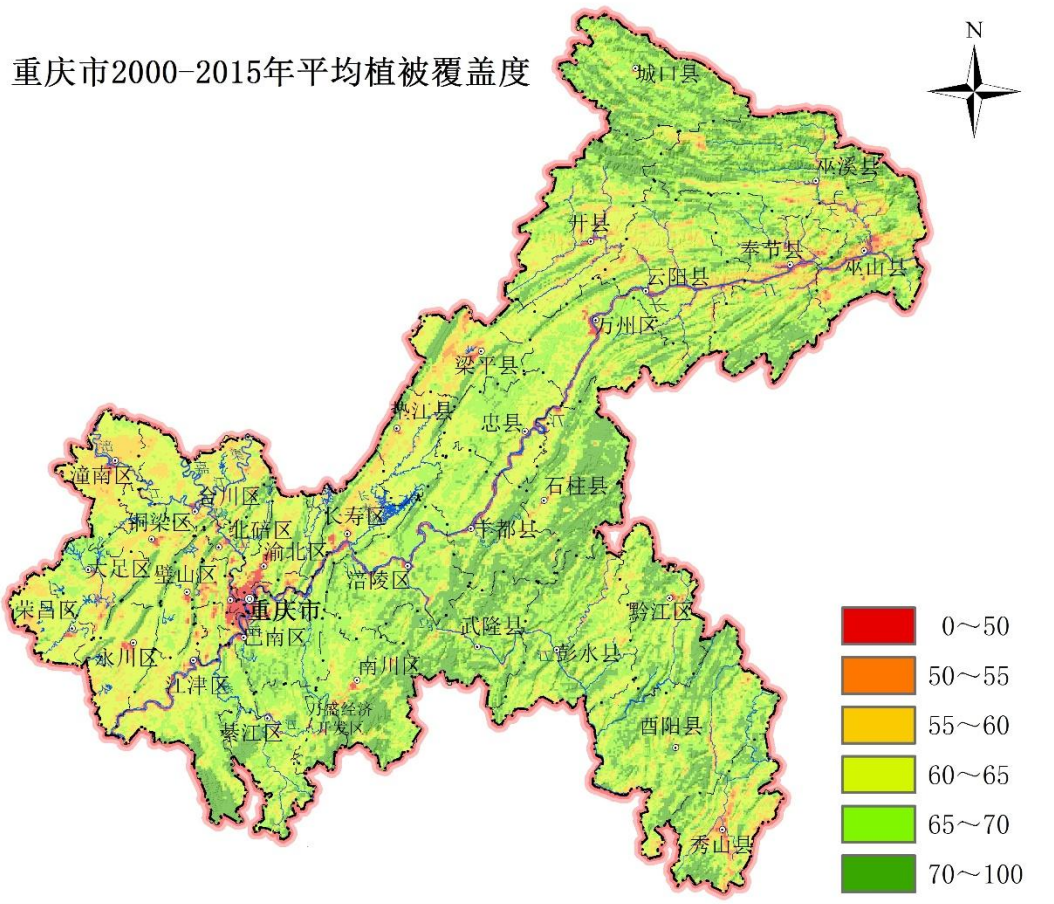 重庆市2000-2015年平均植被覆盖度
N
城口县
巫溪县
开县
奉节县
巫山县
云阳县
万州区
梁平县
垫江县
忠县
石柱县
潼南区
合川区
铜梁区
北碚区
长寿区
丰都县
渝北区
大足区
璧山区
涪陵区
荣昌区
重庆市
黔江区
巴南区
武隆县
永川区
彭水县
江津区
南川区
万盛经济
开发区
綦江区
酉阳县
秀山县
0～50
50～55
55～60
60～65
65～70
70～100